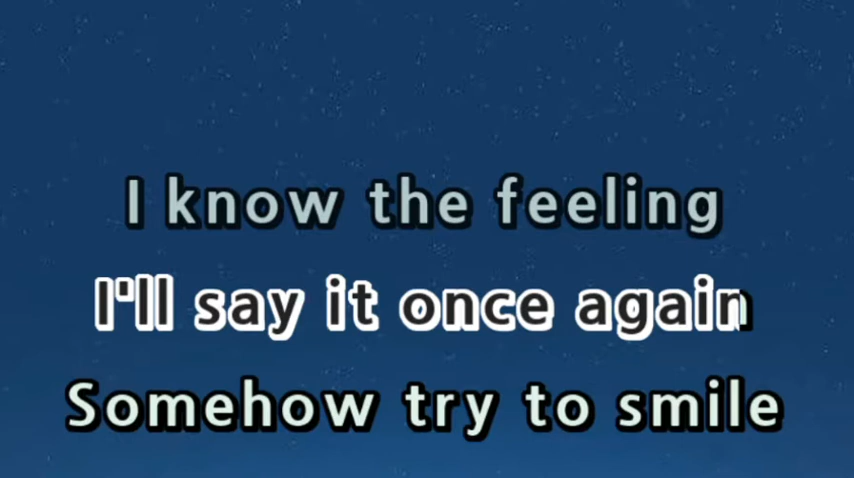 I know the feeling
I'll say it once again
Somehow try to smile